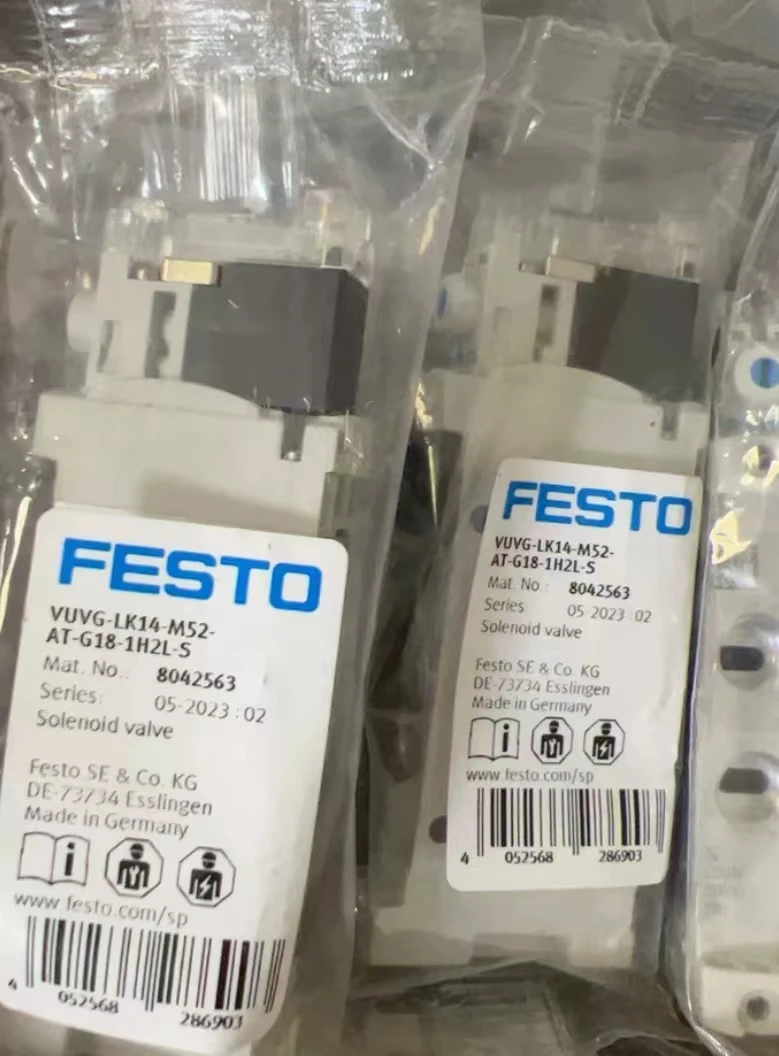 FESTO
VUVG-LK14-M52-
AT-G18-1H2L-S
Mat. No.: 8042563
Series: 05-2023 : 02
Solenoid valve
Festo SE & Co. KG
DE-73734 Esslingen
Made in Germany
www.festo.com/sp
4 052568 286903
FESTO
VUVG-LK14-M52-
AT-G18-1H2L-S
Mat. No : 8042563
Series 05-2023 : 02
Solenoid valve
Festo SE & Co. KG
DE-73734 Esslingen
Made in Germany
www.festo.com/sp
4 052568 286903